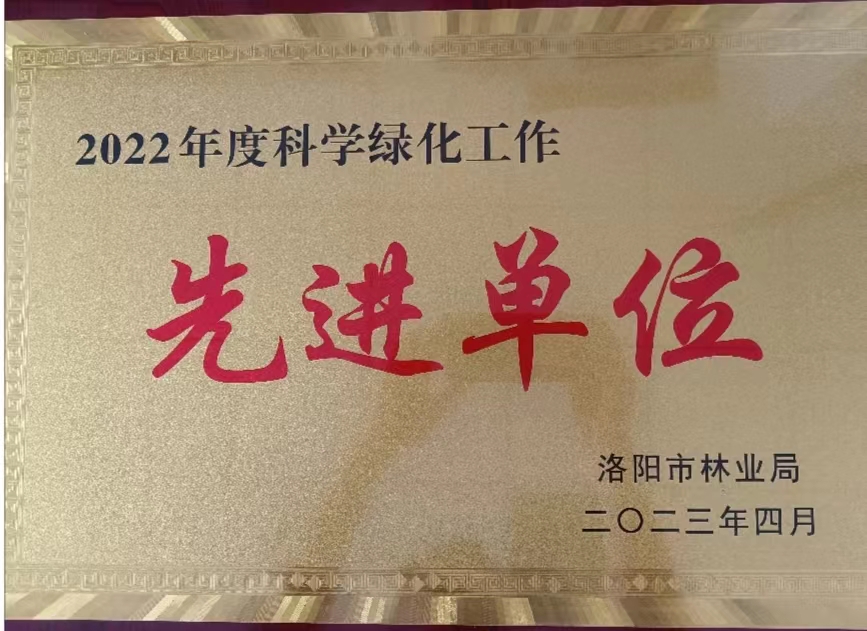 2022年度科学绿化工作
先进单位
洛阳市林业局
二〇二三年四月